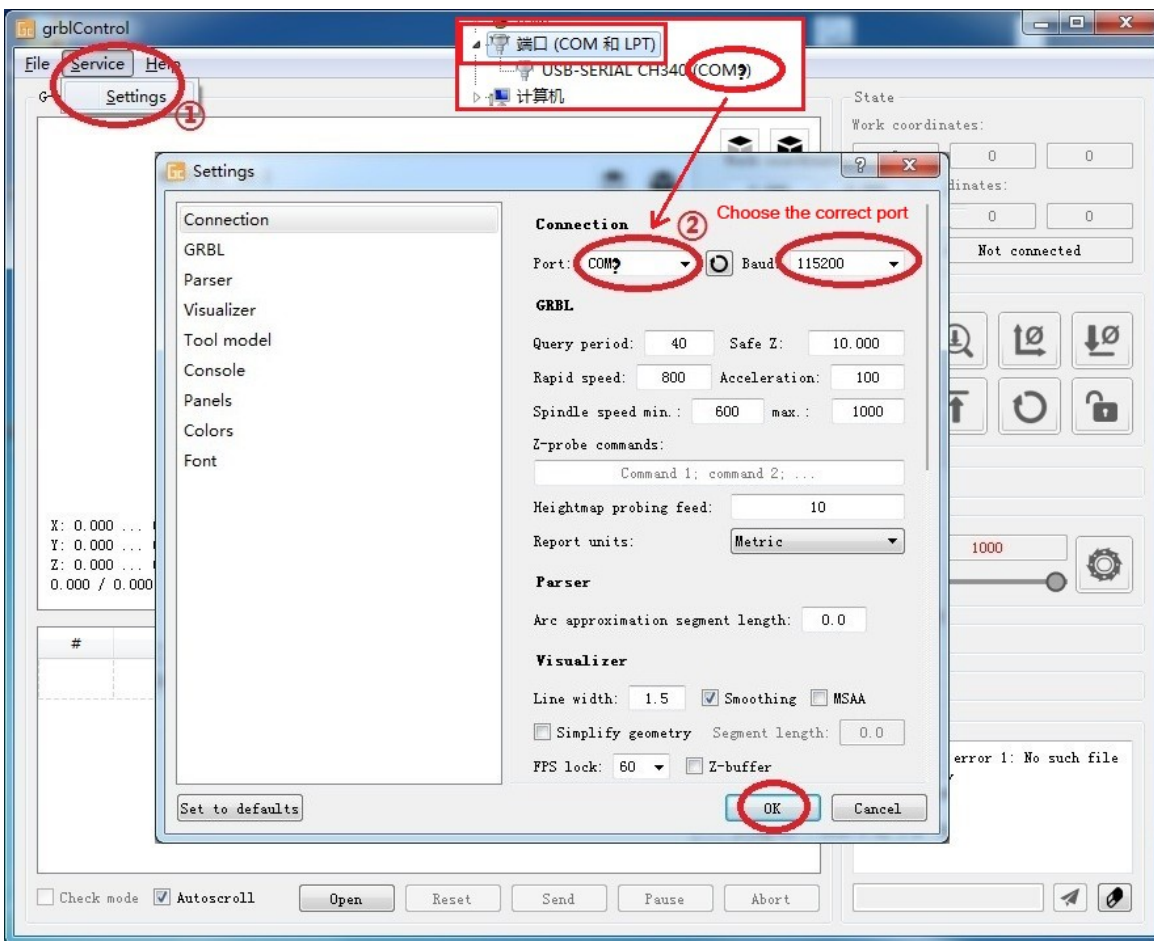 grblControl
File Service Help
Settings
①
端口 (COM 和 LPT)
USB-SERIAL CH340 (COM?)
计算机
State
Work coordinates:
0 0
dinates:
0 0
Not connected
Settings
Connection
GRBL
Parser
Visualizer
Tool model
Console
Panels
Colors
Font
Connection ② Choose the correct port
Port: COM? Baud: 115200
GRBL
Query period: 40 Safe Z: 10.000
Rapid speed: 800 Acceleration: 100
Spindle speed min.: 600 max.: 1000
Z-probe commands:
Command 1; command 2; ...
Heightmap probing feed: 10
Report units: Metric
Parser
Arc approximation segment length: 0.0
Visualizer
Line width: 1.5 Smoothing MSAA
Simplify geometry Segment length: 0.0
FPS lock: 60 Z-buffer
Set to defaults OK Cancel
X: 0.000 ...
Y: 0.000 ...
Z: 0.000 ...
0.000 / 0.000
1000
#
error 1: No such file
Check mode Autoscroll Open Reset Send Pause Abort